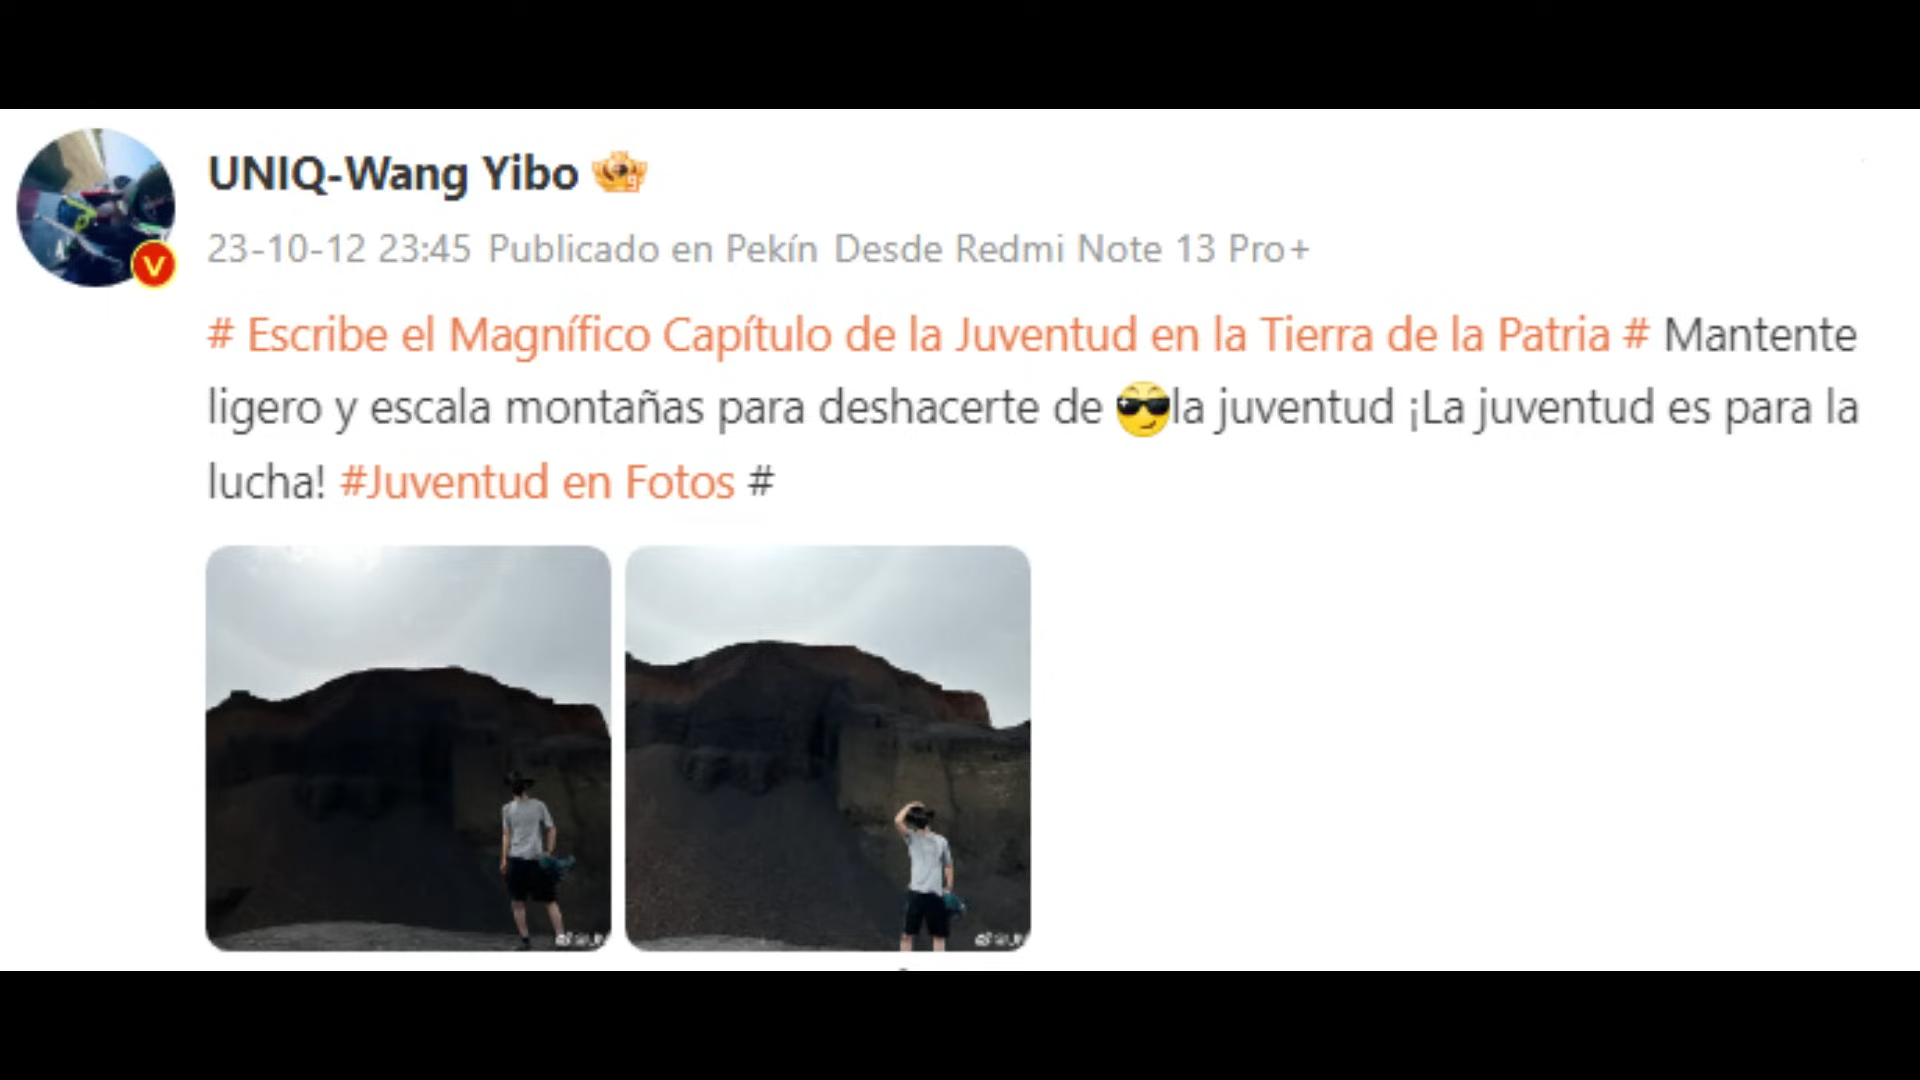 UNIQ-Wang Yibo
23-10-12 23:45 Publicado en Pekín Desde Redmi Note 13 Pro+
# Escribe el Magnífico Capítulo de la Juventud en la Tierra de la Patria # Mantente
ligero y escala montañas para deshacerte de 😎la juventud ¡La juventud es para la
lucha! #Juventud en Fotos #